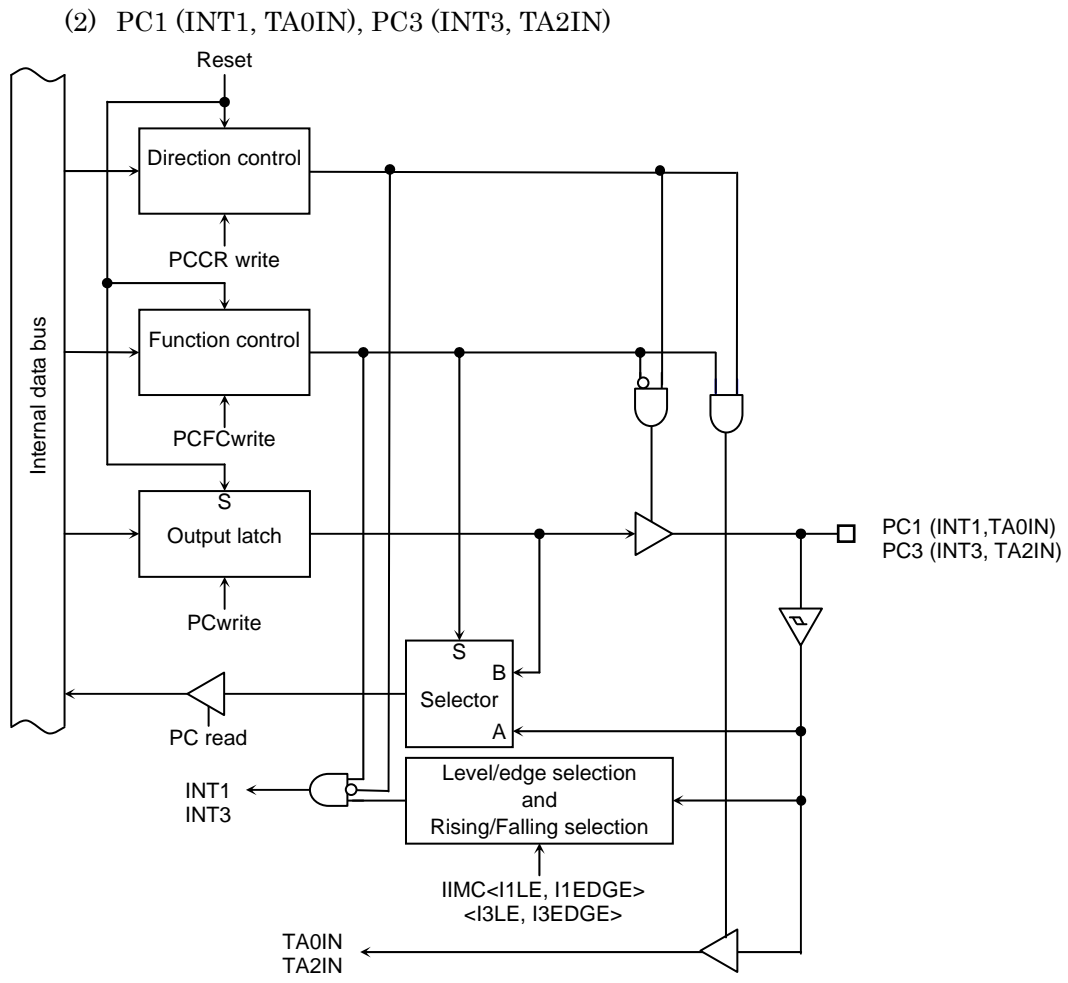 (2) PC1 (INT1, TA0IN), PC3 (INT3, TA2IN)
Reset
Direction control
PCCR write
Internal data bus
Function control
PCFCwrite
S
Output latch
PCwrite
PC1 (INT1,TA0IN)
PC3 (INT3, TA2IN)
S
B
Selector
A
PC read
INT1
INT3
Level/edge selection
and
Rising/Falling selection
IIMC<I1LE, I1EDGE>
<I3LE, I3EDGE>
TA0IN
TA2IN